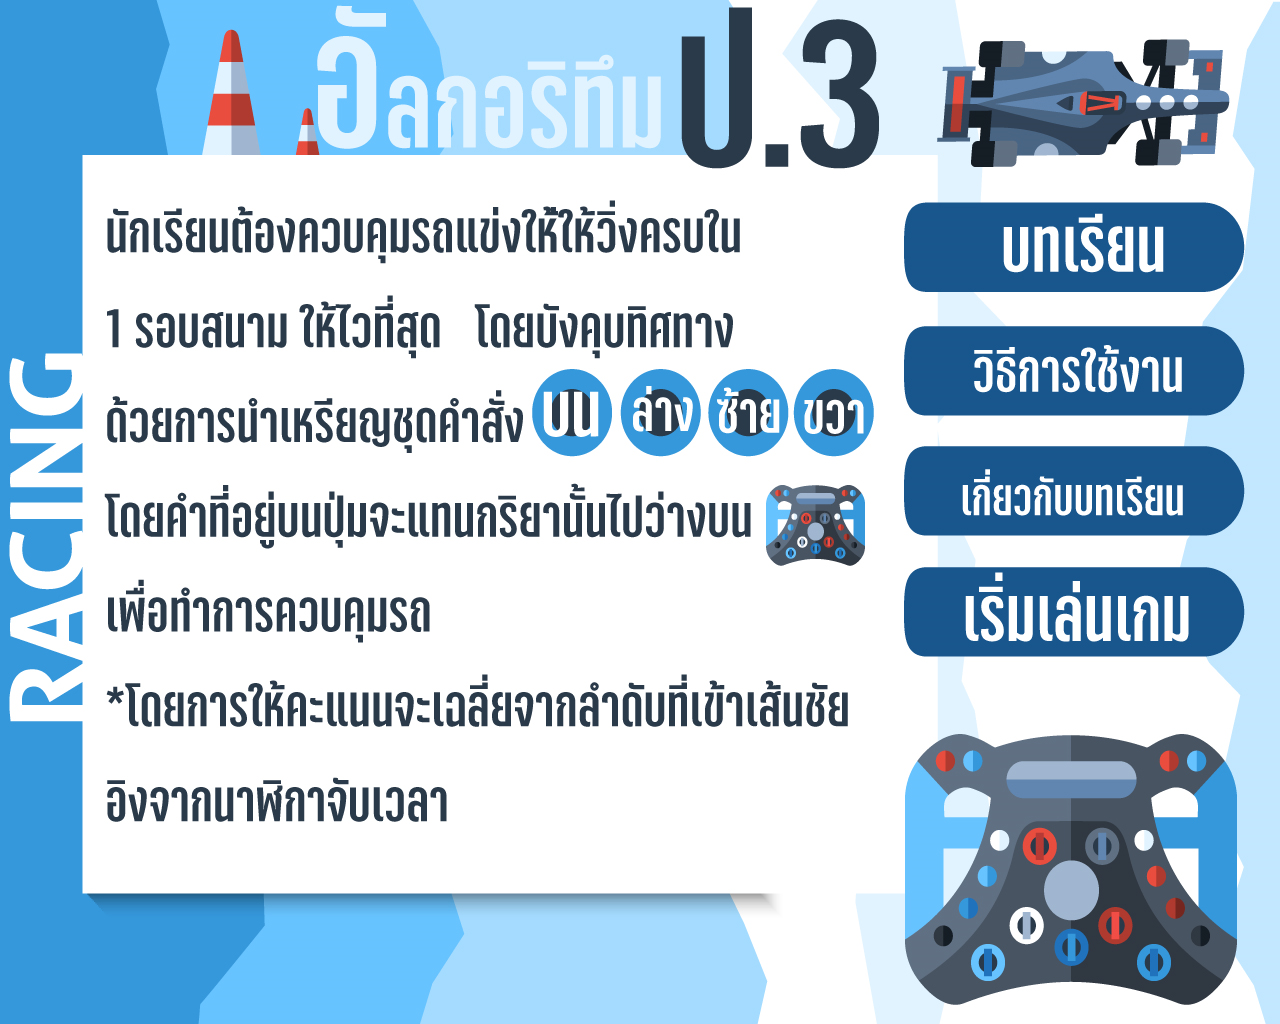 อัลกอริทึม ป.3
RACING
นักเรียนต้องควบคุมรถแข่งให้ให้วิ่งครบใน
1 รอบสนาม ให้ไวที่สุด โดยบังคุบทิศทาง
ด้วยการนำเหรียญชุดคำสั่ง บน ล่าง ซ้าย ขวา
โดยคำที่อยู่บนปุ่มจะแทนกริยานั้นไปว่างบน
เพื่อทำการควบคุมรถ
*โดยการให้คะแนนจะเฉลี่ยจากลำดับที่เข้าเส้นชัย
อิงจากนาฬิกาจับเวลา
บทเรียน
วิธีการใช้งาน
เกี่ยวกับบทเรียน
เริ่มเล่นเกม